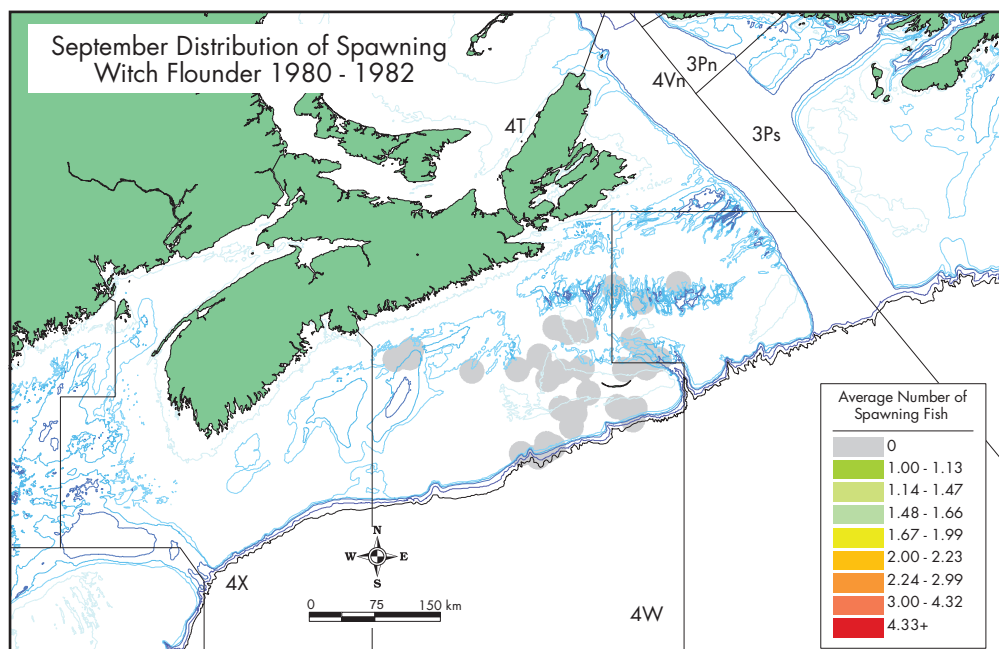 September Distribution of Spawning
Witch Flounder 1980 - 1982
3Pn
4Vn
4T
3Ps
Average Number of
Spawning Fish
0
1.00 - 1.13
1.14 - 1.47
1.48 - 1.66
1.67 - 1.99
2.00 - 2.23
2.24 - 2.99
3.00 - 4.32
4.33+
N
W E
S
4X
0 75 150 km
4W